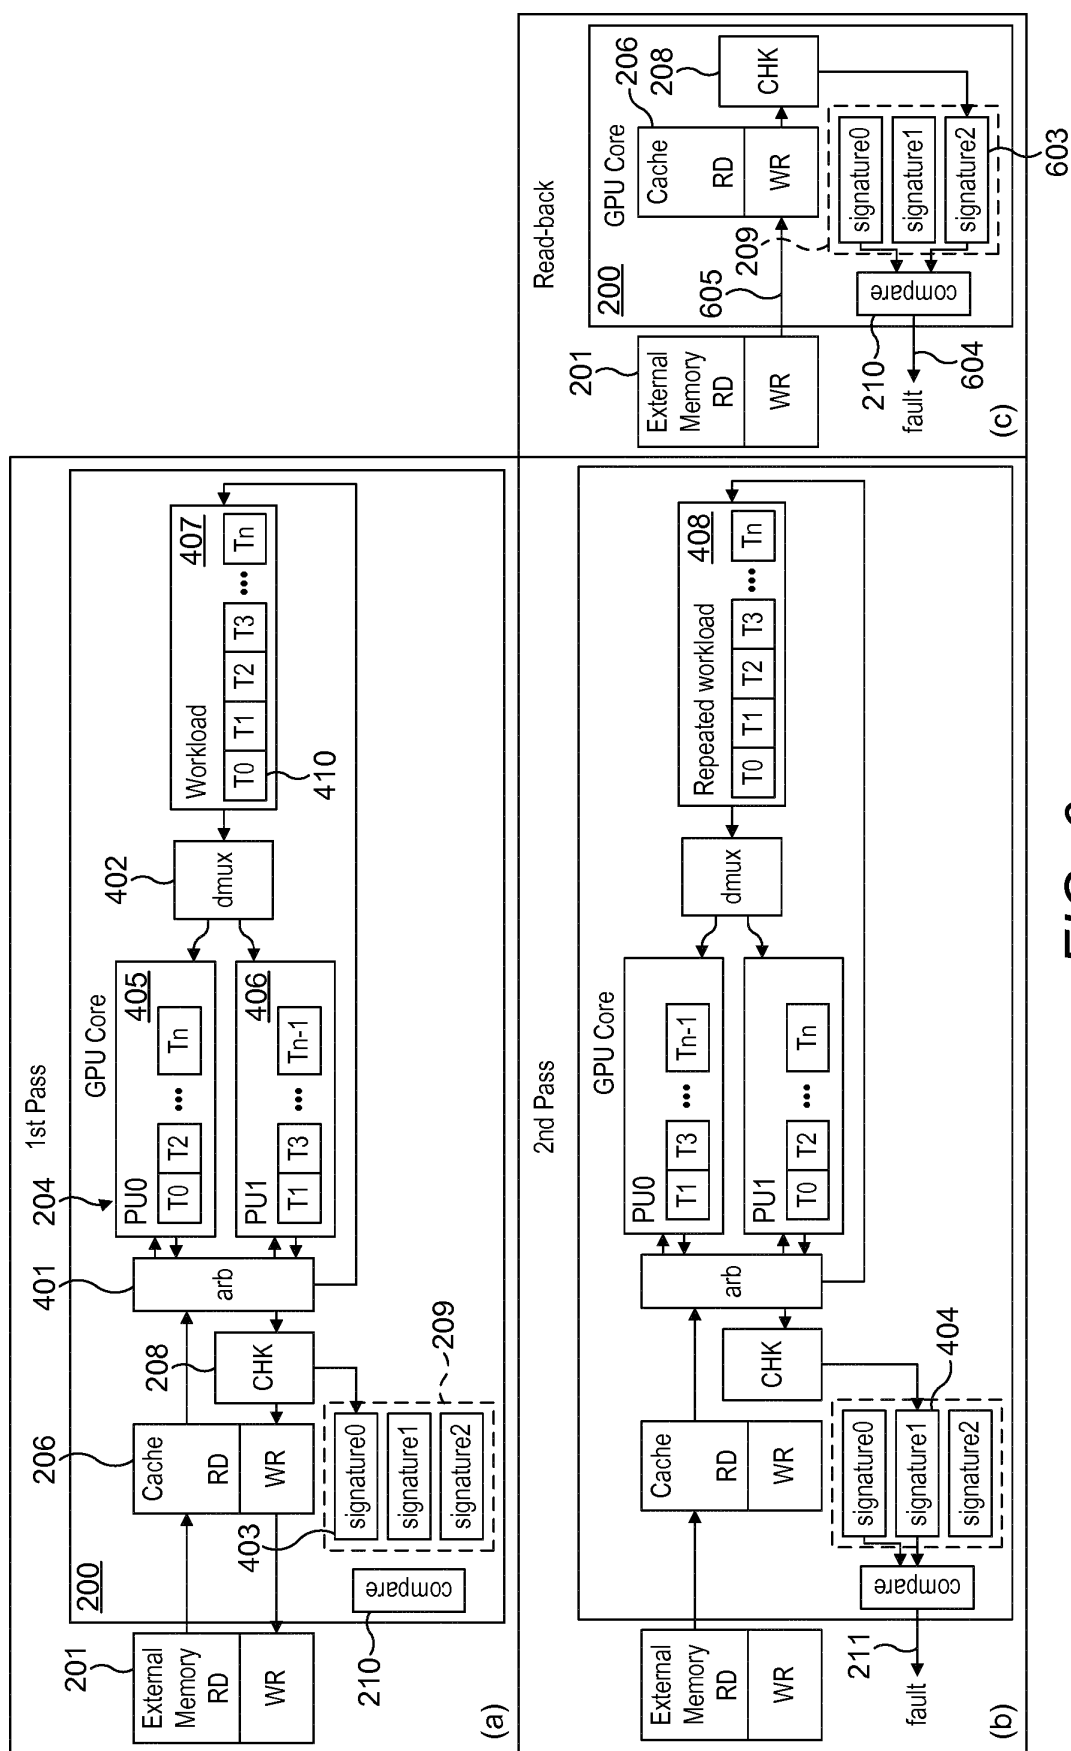 1st Pass
200
GPU Core
201
External
Memory
RD
WR
206
Cache
RD
WR
208
CHK
401
arb
204
PU0
405
T0
T2
•••
Tn
PU1
406
T1
T3
•••
Tn-1
402
dmux
Workload
407
T0
T1
T2
T3
•••
Tn
410
403
signature0
signature1
signature2
209
compare
210
(a)
2nd Pass
GPU Core
External
Memory
RD
WR
Cache
RD
WR
CHK
arb
PU0
T1
T3
•••
Tn-1
PU1
T0
T2
•••
Tn
dmux
Repeated workload
408
T0
T1
T2
T3
•••
Tn
404
signature0
signature1
signature2
compare
211
fault
(b)
Read-back
200
GPU Core
201
External
Memory
RD
WR
605
206
Cache
RD
WR
208
CHK
209
signature0
signature1
signature2
603
compare
210
604
fault
(c)
FIG.